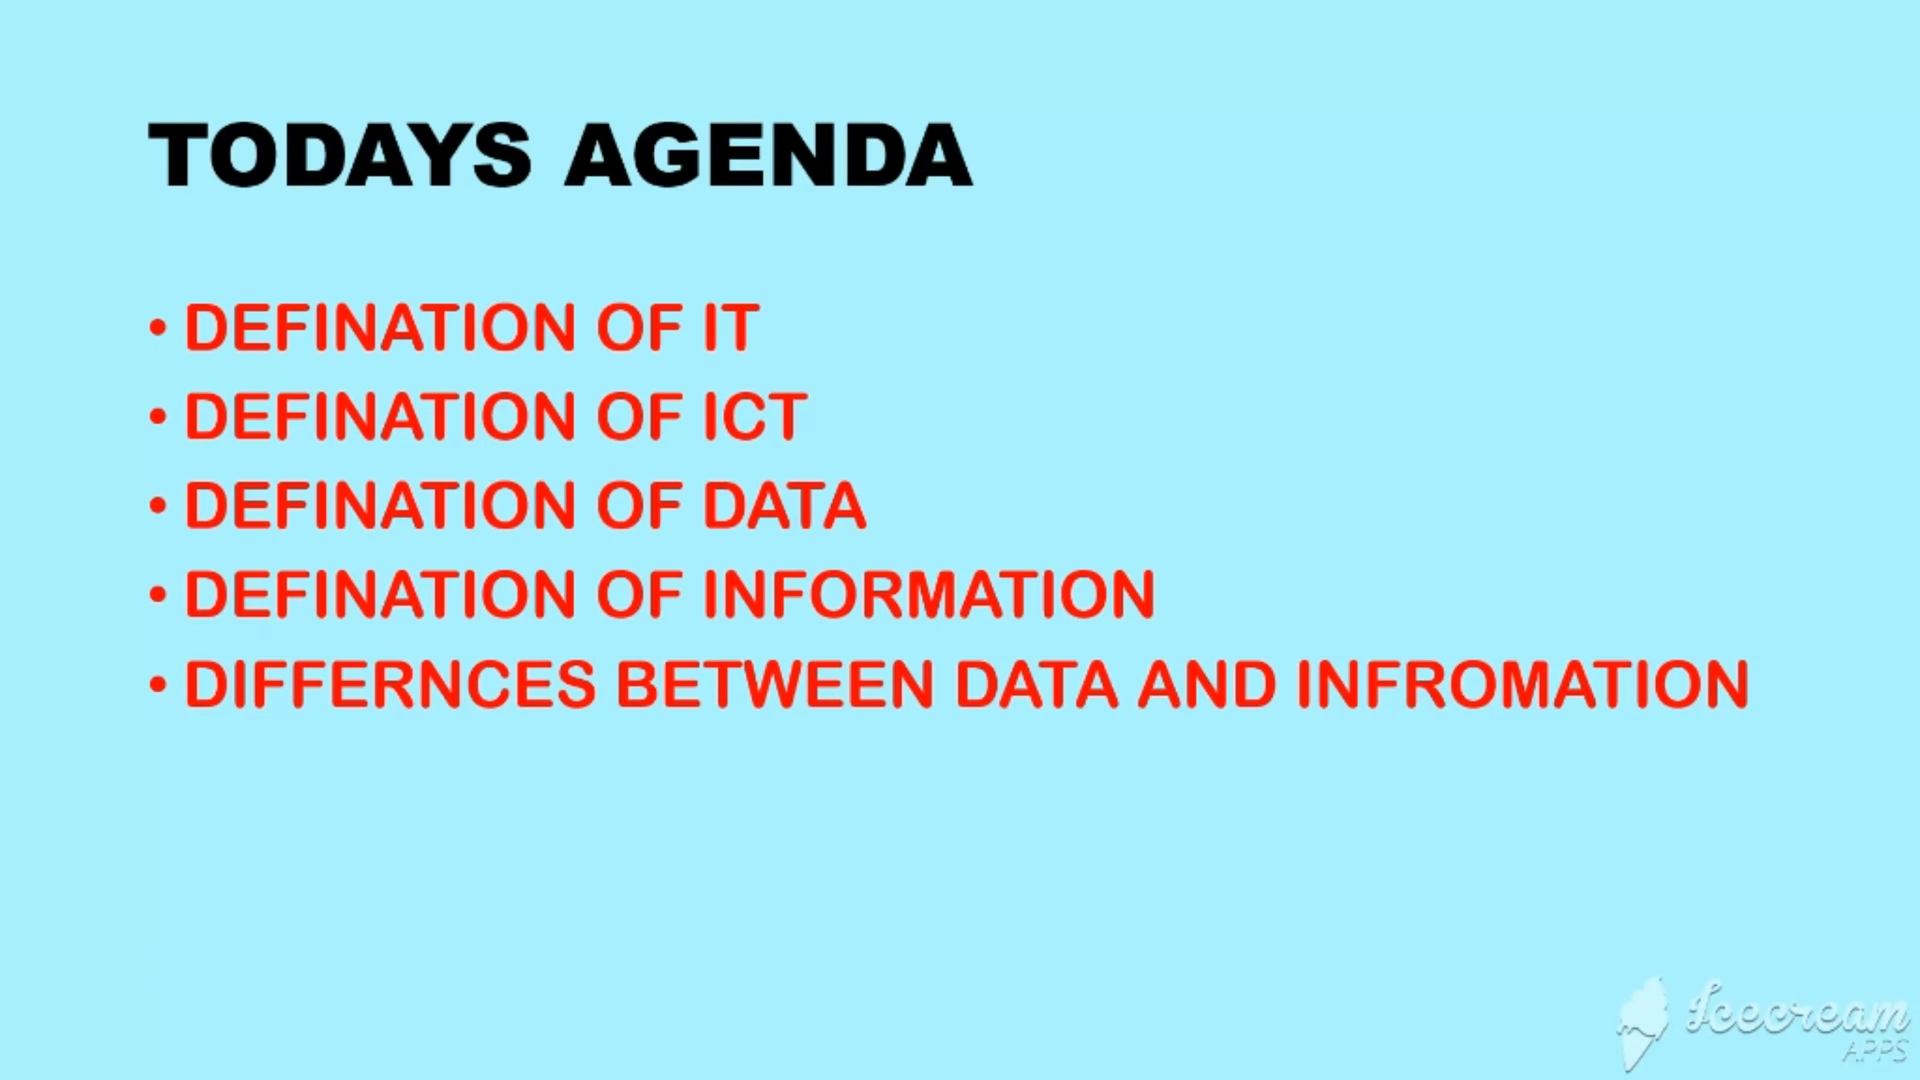 TODAYS AGENDA
• DEFINATION OF IT
• DEFINATION OF ICT
• DEFINATION OF DATA
• DEFINATION OF INFORMATION
• DIFFERNCES BETWEEN DATA AND INFROMATION
Icecream
APPS